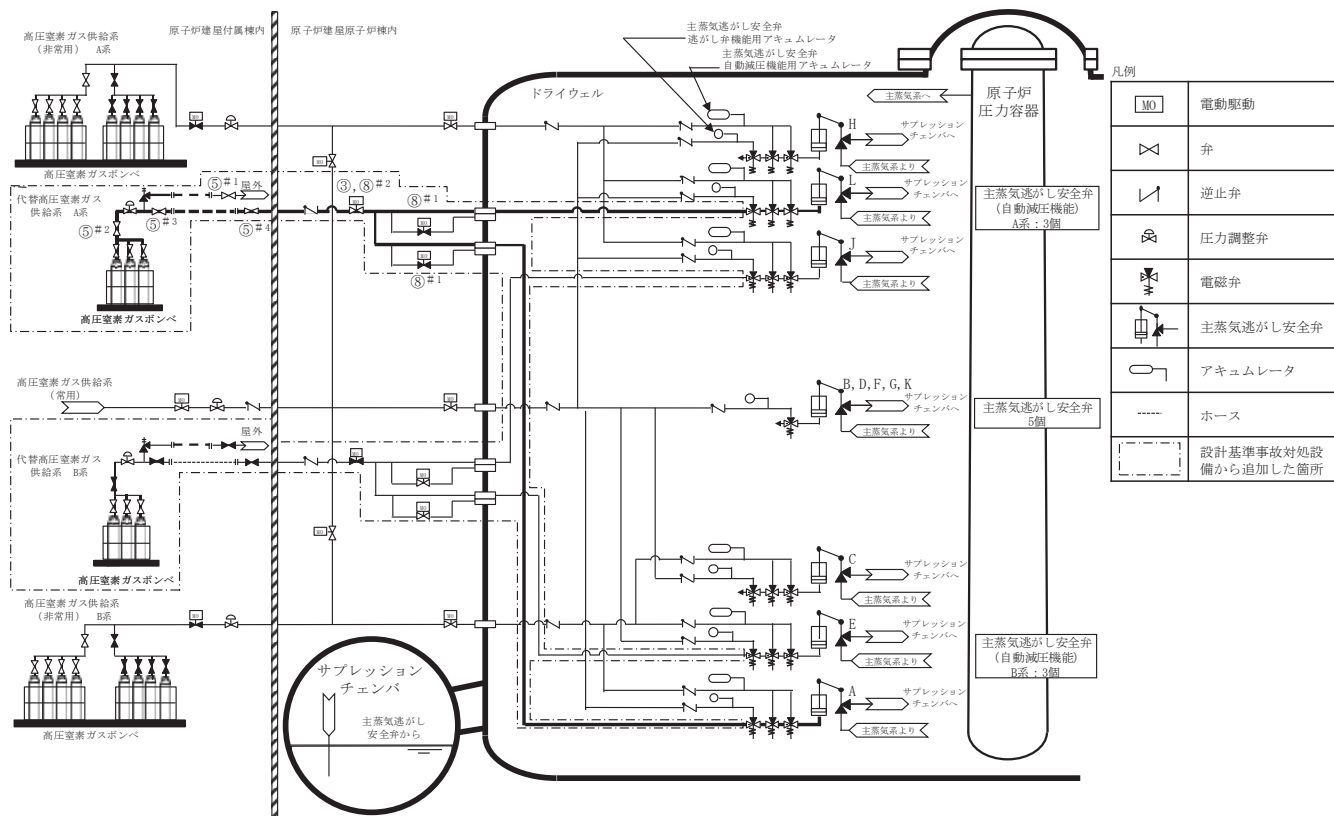 高圧窒素ガス供給系
(非常用) A系
原子炉建屋付属棟内
原子炉建屋原子炉棟内
主蒸気逃がし安全弁
逃がし弁機能用アキュムレータ
主蒸気逃がし安全弁
自動減圧機能用アキュムレータ
ドライウェル
主蒸気系へ
原子炉
圧力容器
MO
MO
MO
高圧窒素ガスボンベ
H
サプレッション
チェンバへ
主蒸気系より
代替高圧窒素ガス
供給系 A系
⑤#1
屋外
⑤#2
⑤#3
⑤#4
③, ⑧#2
MO
⑧#1
MO
MO
⑧#1
高圧窒素ガスボンベ
L
サプレッション
チェンバへ
主蒸気系より
主蒸気逃がし安全弁
(自動減圧機能)
A系：3個
J
サプレッション
チェンバへ
主蒸気系より
高圧窒素ガス供給系
(常用)
MO
MO
B, D, F, G, K
サプレッション
チェンバへ
主蒸気系より
主蒸気逃がし安全弁
5個
屋外
代替高圧窒素ガス
供給系 B系
MO
MO
MO
MO
高圧窒素ガスボンベ
C
サプレッション
チェンバへ
主蒸気系より
高圧窒素ガス供給系
(非常用) B系
MO
MO
E
サプレッション
チェンバへ
主蒸気系より
主蒸気逃がし安全弁
(自動減圧機能)
B系：3個
高圧窒素ガスボンベ
サプレッション
チェンバ
主蒸気逃がし
安全弁から
A
サプレッション
チェンバへ
主蒸気系より
凡例
MO
電動駆動
弁
逆止弁
圧力調整弁
電磁弁
主蒸気逃がし安全弁
アキュムレータ
ホース
設計基準事故対処設
備から追加した箇所